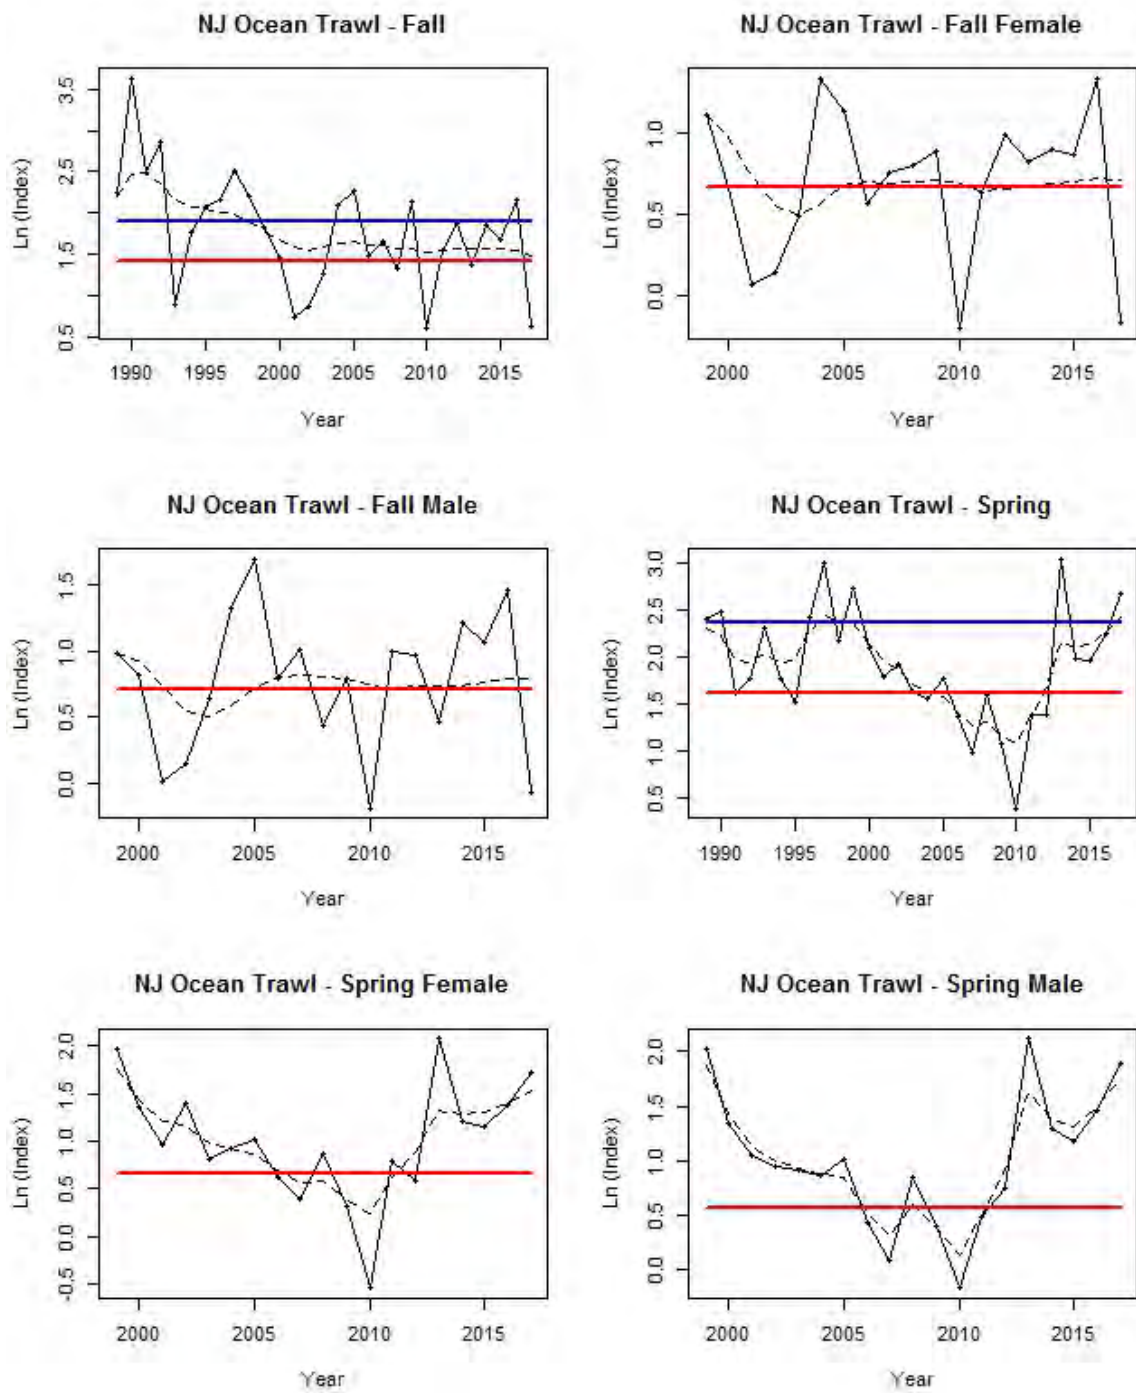 NJ Ocean Trawl - Fall
Ln (Index)
3.5
2.5
1.5
0.5
1990 1995 2000 2005 2010 2015
Year
NJ Ocean Trawl - Fall Female
Ln (Index)
1.0
0.5
0.0
2000 2005 2010 2015
Year
NJ Ocean Trawl - Fall Male
Ln (Index)
1.5
1.0
0.5
0.0
2000 2005 2010 2015
Year
NJ Ocean Trawl - Spring
Ln (Index)
3.0
2.5
2.0
1.5
1.0
0.5
1990 1995 2000 2005 2010 2015
Year
NJ Ocean Trawl - Spring Female
Ln (Index)
2.0
1.5
1.0
0.5
0.0
-0.5
2000 2005 2010 2015
Year
NJ Ocean Trawl - Spring Male
Ln (Index)
2.0
1.5
1.0
0.5
0.0
2000 2005 2010 2015
Year